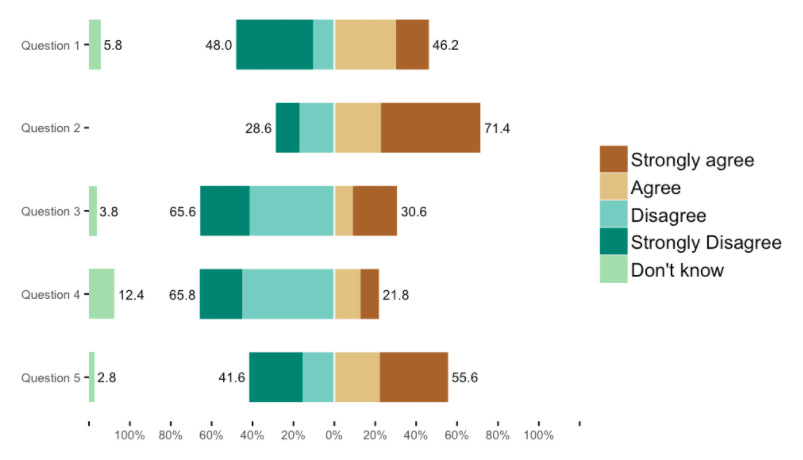 Question 1 5.8 48.0 46.2
Question 2 28.6 71.4
Question 3 3.8 65.6 30.6
Question 4 12.4 65.8 21.8
Question 5 2.8 41.6 55.6
100% 80% 60% 40% 20% 0% 20% 40% 60% 80% 100%
Strongly agree
Agree
Disagree
Strongly Disagree
Don't know